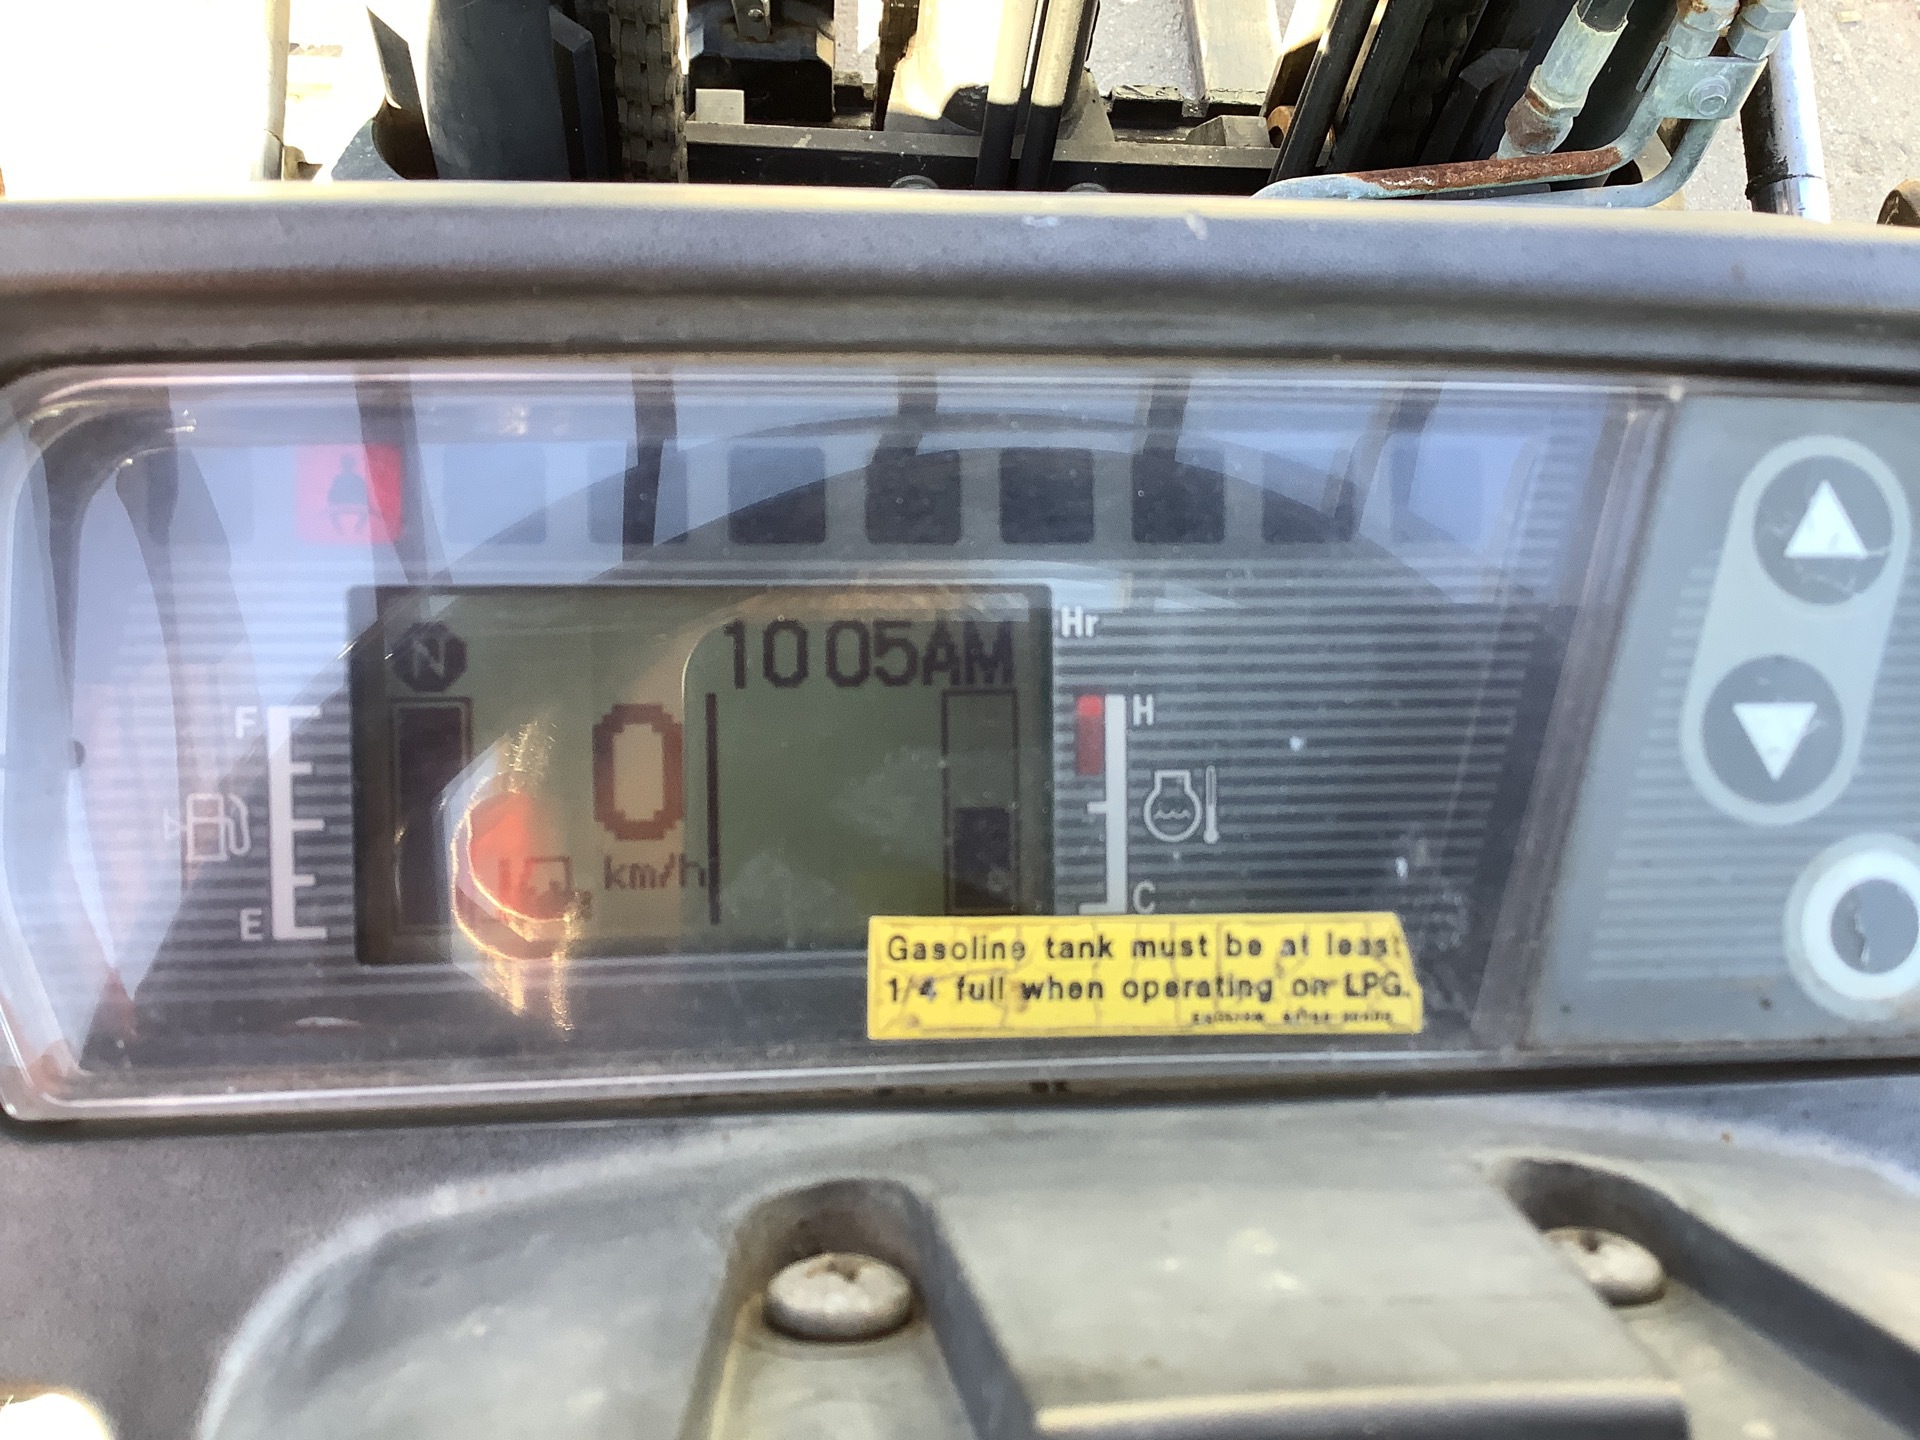 N
10 05AM
Hr
F
0
H
km/h
E
C
Gasoline tank must be at least
1/4 full when operating on LPG.